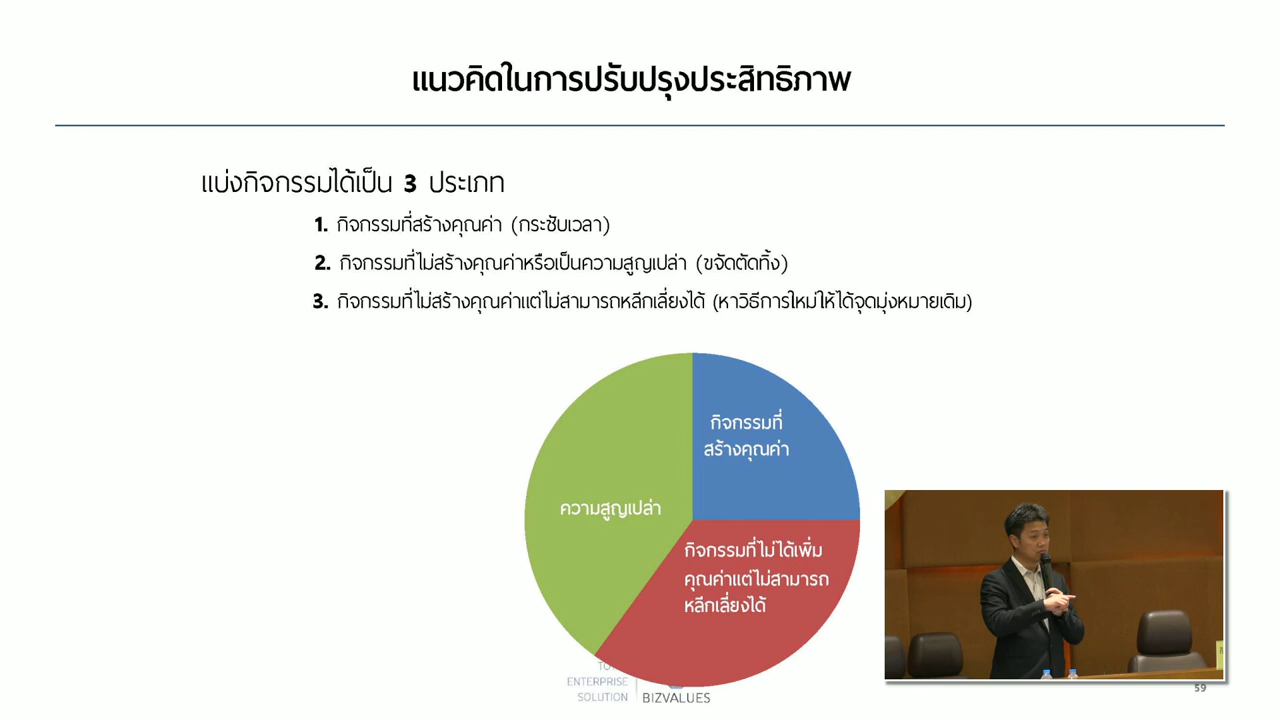 แนวคิดในการปรับปรุงประสิทธิภาพ
แบ่งกิจกรรมได้เป็น 3 ประเภท
1. กิจกรรมที่สร้างคุณค่า (กระชับเวลา)
2. กิจกรรมที่ไม่สร้างคุณค่าหรือเป็นความสูญเปล่า (ขจัดตัดทิ้ง)
3. กิจกรรมที่ไม่สร้างคุณค่าแต่ไม่สามารถหลีกเลี่ยงได้ (หาวิธีการใหม่ให้ได้จุดมุ่งหมายเดิม)
กิจกรรมที่
สร้างคุณค่า
ความสูญเปล่า
กิจกรรมที่ไม่ได้เพิ่ม
คุณค่าแต่ไม่สามารถ
หลีกเลี่ยงได้
ENTERPRISE
SOLUTION
BIZVALUES
59